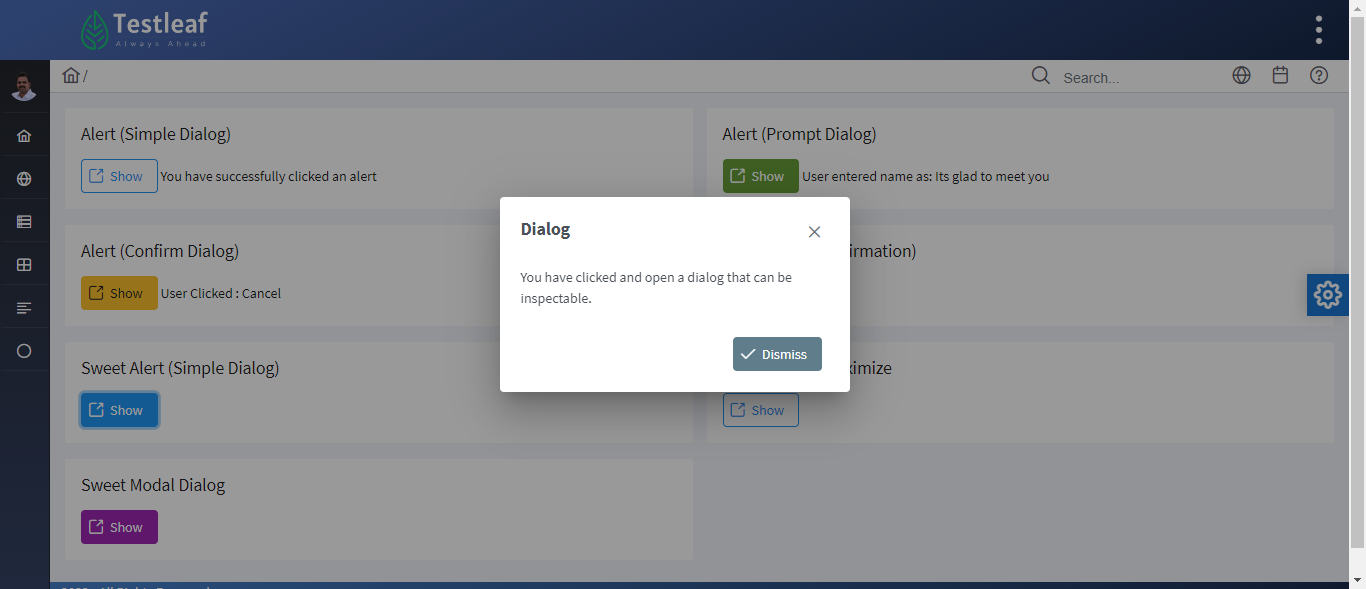 Testleaf
Always Ahead
/
Search...
Alert (Simple Dialog)
Show
You have successfully clicked an alert
Alert (Prompt Dialog)
Show
User entered name as: Its glad to meet you
Alert (Confirm Dialog)
Show
User Clicked : Cancel
irmation)
Sweet Alert (Simple Dialog)
Show
imize
Show
Sweet Modal Dialog
Show
Dialog
You have clicked and open a dialog that can be
inspectable.
Dismiss